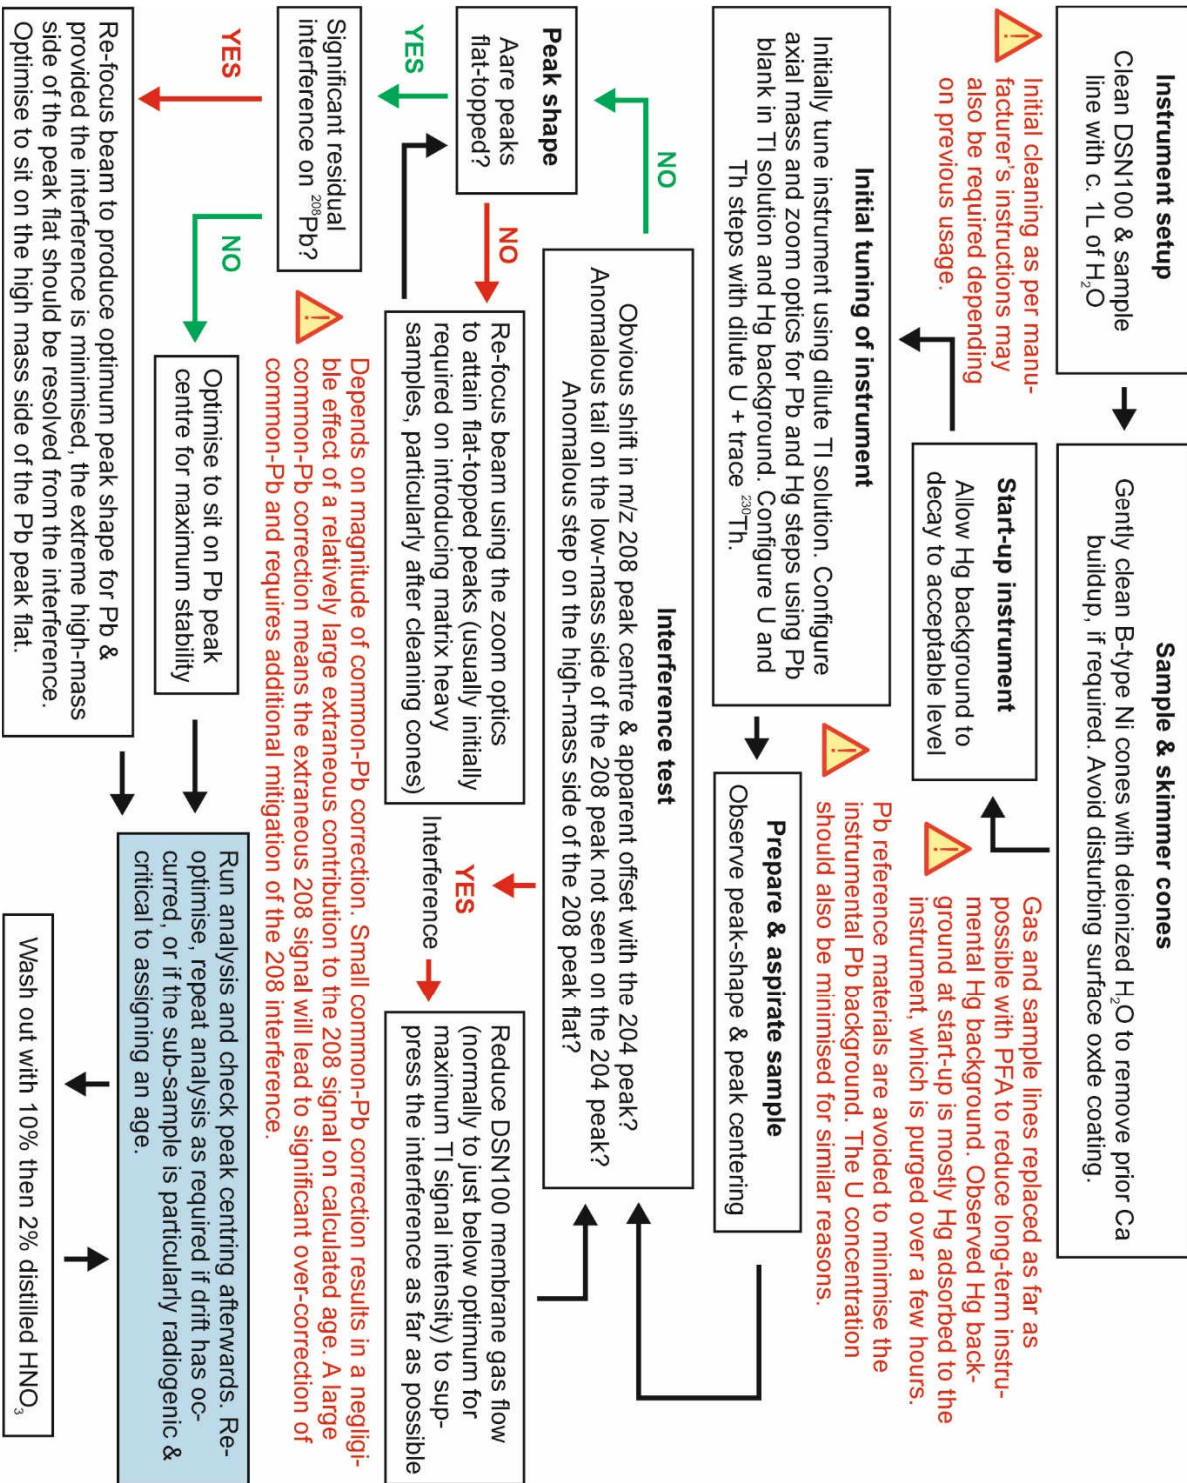 Instrument setup
Clean DSN100 & sample
line with c. 1L of H₂O
Initial cleaning as per manu-
facturer’s instructions may
also be required depending
on previous usage.
Sample & skimmer cones
Gently clean B-type Ni cones with deionized H₂O to remove prior Ca
buildup, if required. Avoid disturbing surface oxde coating.
Gas and sample lines replaced as far as
possible with PFA to reduce long-term instru-
mental Hg background. Observed Hg back-
ground at start-up is mostly Hg adsorbed to the
instrument, which is purged over a few hours.
Start-up instrument
Allow Hg background to
decay to acceptable level
Initial tuning of instrument
Initially tune instrument using dilute Tl solution. Configure
axial mass and zoom optics for Pb and Hg steps using Pb
blank in Tl solution and Hg background. Configure U and
Th steps with dilute U + trace ²³⁰Th.
Pb reference materials are avoided to minimise the
instrumental Pb background. The U concentration
should also be minimised for similar reasons.
Prepare & aspirate sample
Observe peak-shape & peak centering
Interference test
Obvious shift in m/z 208 peak centre & apparent offset with the 204 peak?
Anomalous tail on the low-mass side of the 208 peak not seen on the 204 peak?
Anomalous step on the high-mass side of the 208 peak flat?
NO
YES
Peak shape
Aare peaks
flat-topped?
NO
Re-focus beam using the zoom optics
to attain flat-topped peaks (usually initially
required on introducing matrix heavy
samples, particularly after cleaning cones)
Interference
Reduce DSN100 membrane gas flow
(normally to just below optimum for
maximum Tl signal intensity) to sup-
press the interference as far as possible
YES
Significant residual
interference on ²⁰⁸Pb?
Depends on magnitude of common-Pb correction. Small common-Pb correction results in a negligi-
ble effect of a relatively large extraneous contribution to the 208 signal on calculated age. A large
common-Pb correction means the extraneous 208 signal will lead to significant over-correction of
common-Pb and requires additional mitigation of the 208 interference.
YES
NO
Optimise to sit on Pb peak
centre for maximum stability
Re-focus beam to produce optimum peak shape for Pb &
provided the interference is minimised, the extreme high-mass
side of the peak flat should be resolved from the interference.
Optimise to sit on the high mass side of the Pb peak flat.
Run analysis and check peak centring afterwards. Re-
optimise, repeat analysis as required if drift has oc-
curred, or if the sub-sample is particularly radiogenic &
critical to assigning an age.
Wash out with 10% then 2% distilled HNO₃